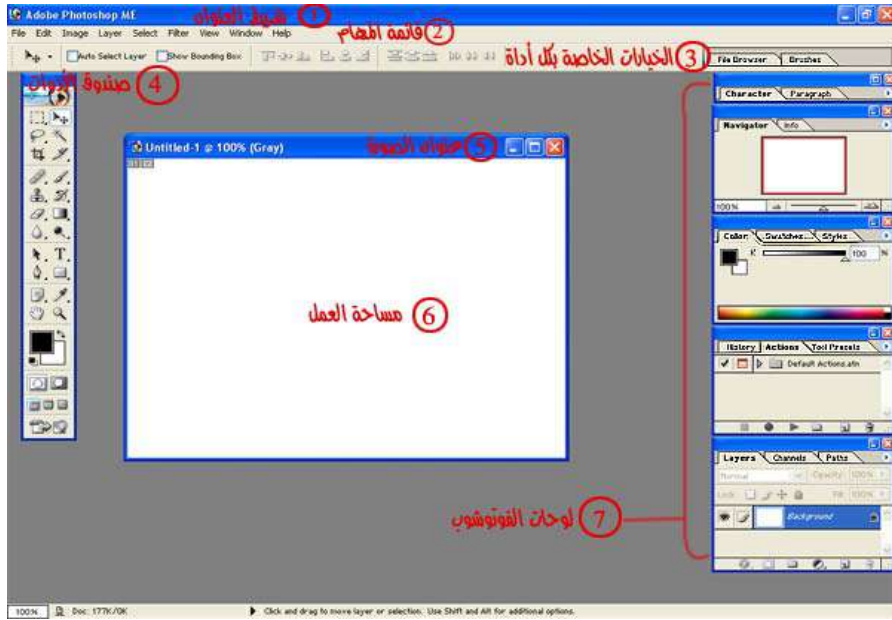 Adobe Photoshop ME
شريط العنوان 1
File Edit Image Layer Select Filter View Window Help
قائمة المهام 2
Auto Select Layer Show Bounding Box
الخيارات الخاصة بكل أداة 3
File Browser Brushes
صندوق الأدوات 4
Character Paragraph
Navigator Info
100%
Untitled-1 @ 100% (Gray)
عنوان الصورة 5
Color Swatches Styles
K 100 %
مساحة العمل 6
History Actions Tool Presets
Default Actions.atn
Layers Channels Paths
Normal Opacity: 100%
Lock: Fill: 100%
Background
لوحات الفوتوشوب 7
100% Doc: 177K/0K Click and drag to move layer or selection. Use Shift and Alt for additional options.